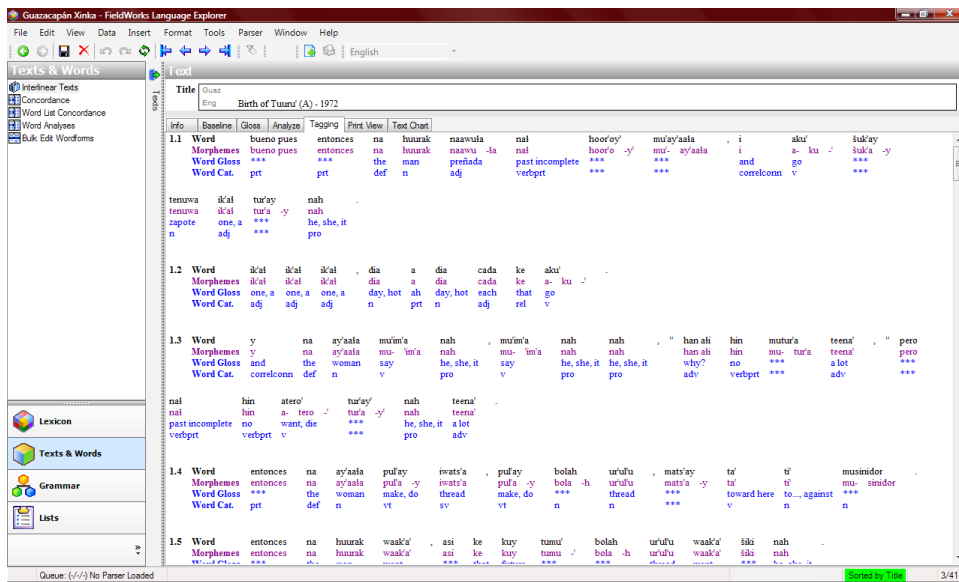 Guazacapán Xinka - FieldWorks Language Explorer
File Edit View Data Insert Format Tools Parser Window Help
English
Texts & Words
Interlinear Texts
Concordance
Word List Concordance
Word Analyses
Bulk Edit Wordforms
Lexicon
Texts & Words
Grammar
Lists
Texts
Text
Title Guaz
Eng Birth of Tuuru' (A) - 1972
Info Baseline Gloss Analyze Tagging Print View Text Chart
1.1 Word bueno pues entonces na huurak naawuła nał hoor'oy' mu'ay'aała , i aku' šuk'ay
Morphemes bueno pues entonces na huurak naawu -ła nał hoor'o -y' mu'- ay'aała i a- ku -' šuk'a -y
Word Gloss *** *** the man preñada past incomplete *** *** and go ***
Word Cat. prt prt def n adj verbprt *** *** correlconn v ***
tenuwa ik'ał tur'ay nah .
tenuwa ik'ał tur'a -y nah
zapote one, a *** he, she, it
n adj *** pro
1.2 Word ik'ał ik'ał ik'ał , dia a dia cada ke aku' .
Morphemes ik'ał ik'ał ik'ał dia a dia cada ke a- ku -'
Word Gloss one, a one, a one, a day, hot ah day, hot each that go
Word Cat. adj adj n n prt n adj rel v
1.3 Word y na ay'aała mu'im'a nah , mu'im'a nah nah , " han ałi hin mutur'a teena' , " pero
Morphemes y na ay'aała mu- 'im'a nah mu- 'im'a nah nah han ałi hin mu- tur'a teena' pero
Word Gloss and the woman say he, she, it say he, she, it he, she, it why? no *** a lot ***
Word Cat. correlconn def n v pro v pro pro adv verbprt *** adv ***
nał hin atero' tur'ay' nah teena' .
nał hin a- tero -' tur'a -y' nah teena'
past incomplete no want, die *** he, she, it a lot
verbprt verbprt v *** pro adv
1.4 Word entonces na ay'aała pul'ay iwats'a , pul'ay bolah ur'ul'u , mats'ay ta' ti' musinidor .
Morphemes entonces na ay'aała pul'a -y iwats'a pul'a -y bola -h ur'ul'u mats'a -y ta' ti' mu- sinidor
Word Gloss *** the woman make, do thread make, do *** thread *** toward here to..., against ***
Word Cat. prt def n vt sv vt n n *** v n n
1.5 Word entonces na huurak waak'a' , asi ke kuy tumu' bolah ur'ul'u waak'a' šiki nah .
Morphemes entonces na huurak waak'a' asi ke kuy tumu -' bola -h ur'ul'u waak'a' šiki nah
Queue: (-/-/-) No Parser Loaded
Sorted by Title 3/41